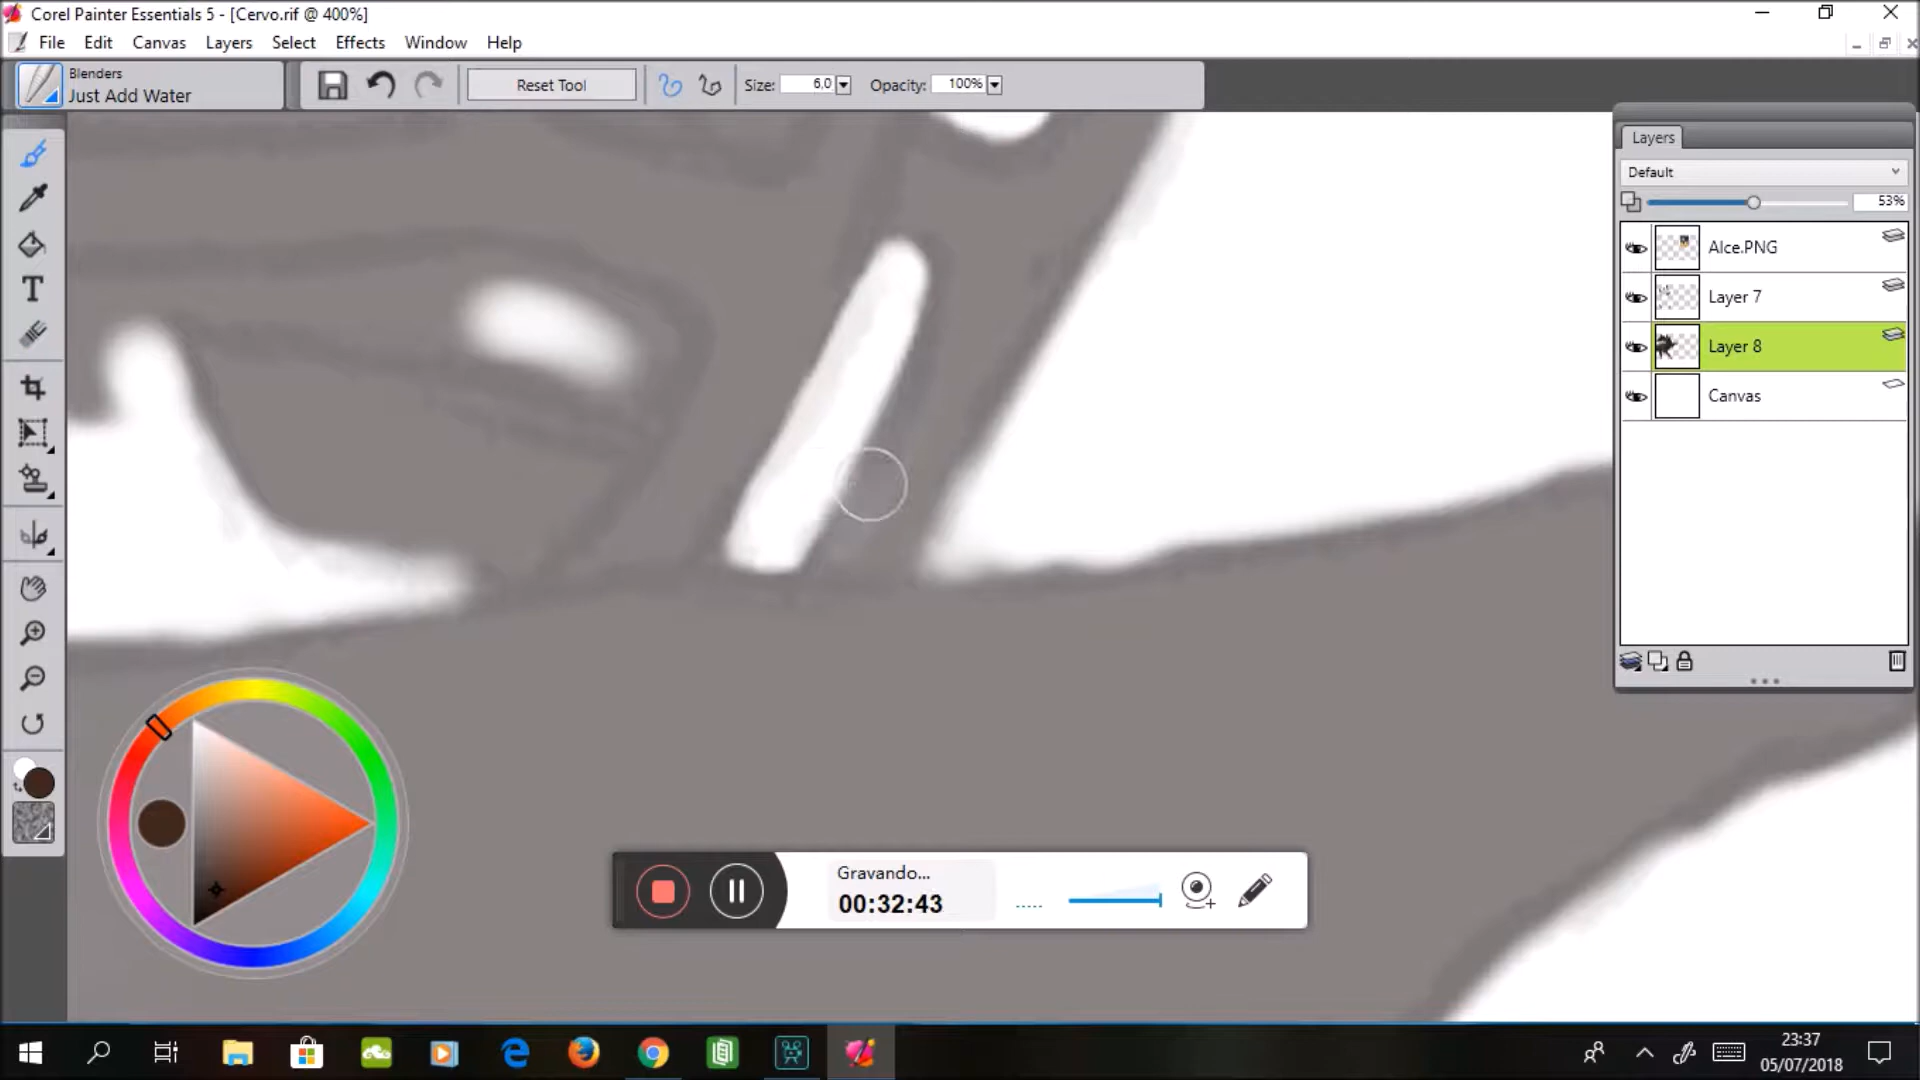 Corel Painter Essentials 5 - [Cervo.rif @ 400%]
File Edit Canvas Layers Select Effects Window Help
Blenders
Just Add Water
Reset Tool
Size: 6,0
Opacity: 100%
Layers
Default
53%
Alce.PNG
Layer 7
Layer 8
Canvas
Gravando...
00:32:43
23:37
05/07/2018